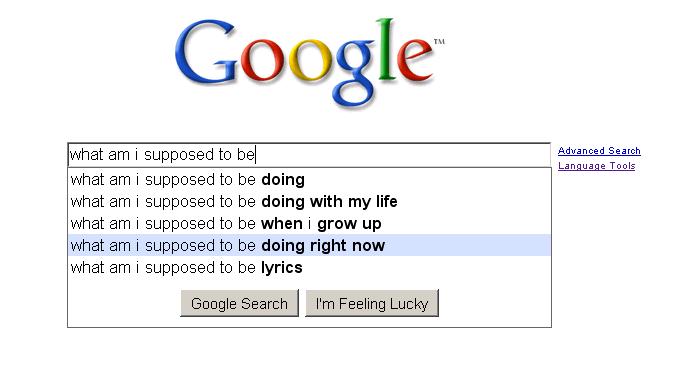 Google™
what am i supposed to be
Advanced Search
Language Tools
what am i supposed to be doing
what am i supposed to be doing with my life
what am i supposed to be when i grow up
what am i supposed to be doing right now
what am i supposed to be lyrics
Google Search I'm Feeling Lucky